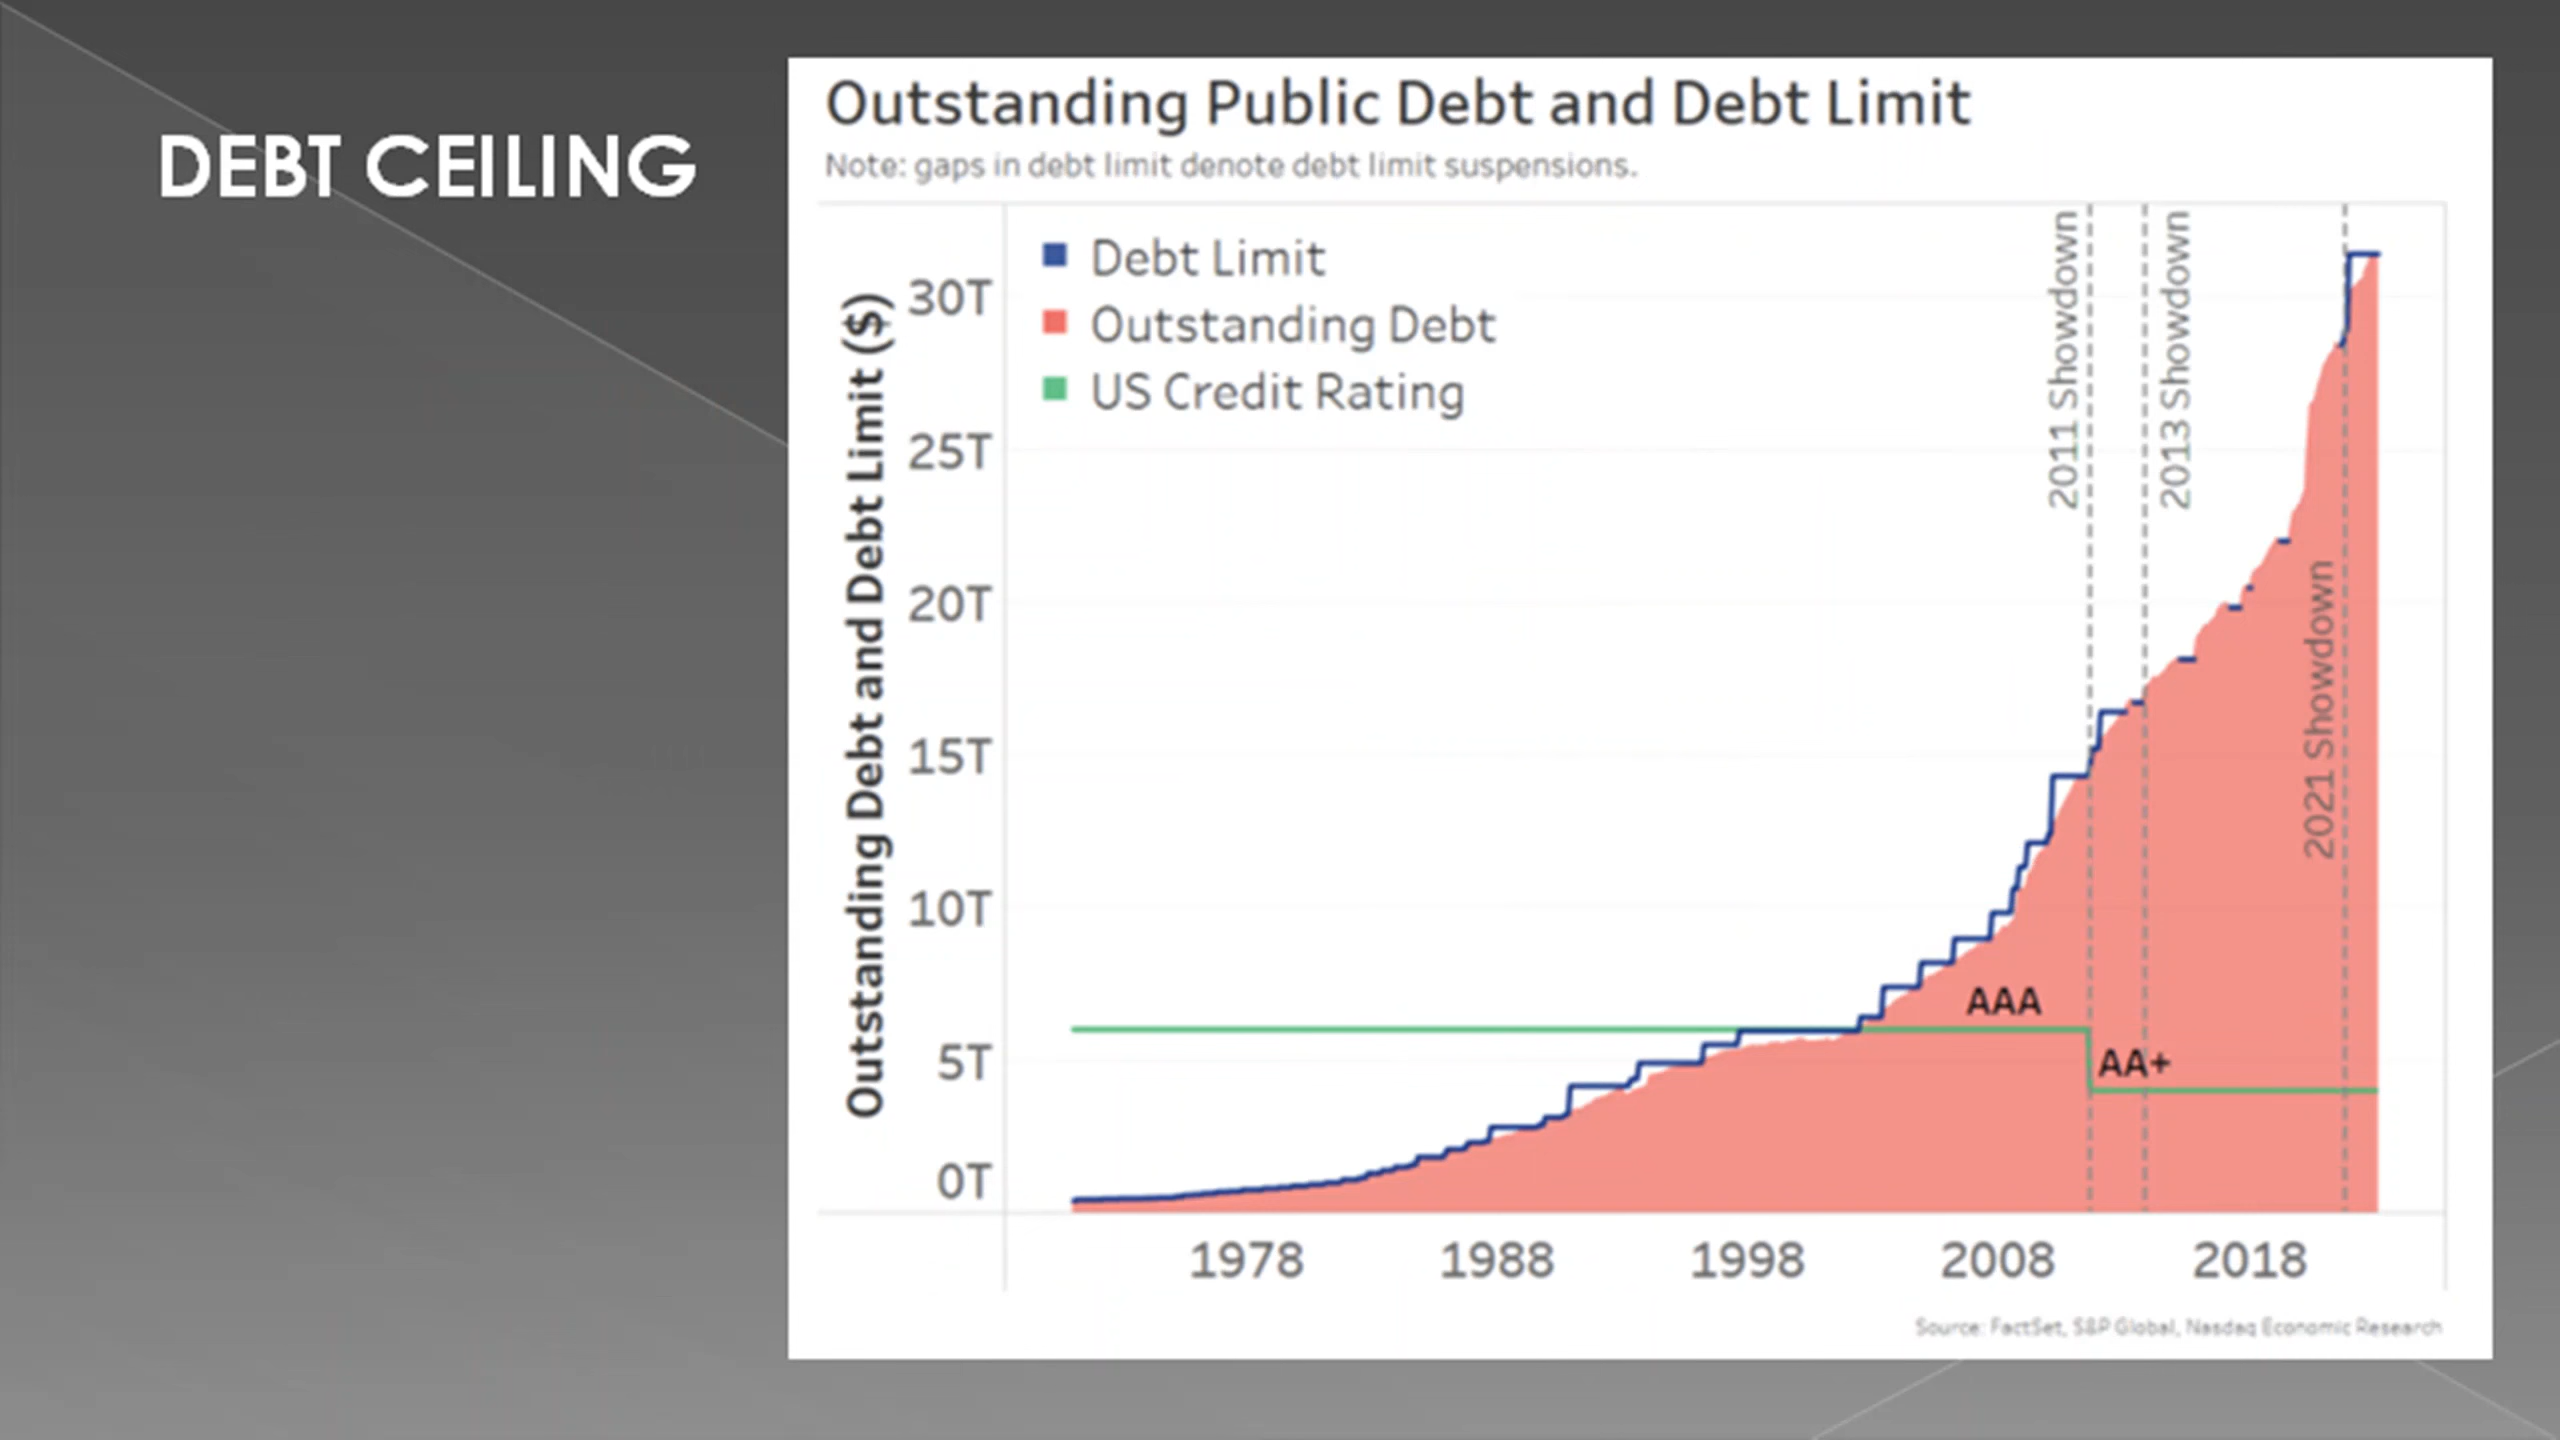 DEBT CEILING
Outstanding Public Debt and Debt Limit
Note: gaps in debt limit denote debt limit suspensions.
Debt Limit
Outstanding Debt
US Credit Rating
Outstanding Debt and Debt Limit ($)
30T
25T
20T
15T
10T
5T
0T
2011 Showdown
2013 Showdown
2021 Showdown
AAA
AA+
1978
1988
1998
2008
2018
Source: FactSet, S&P Global, Nasdaq Economic Research